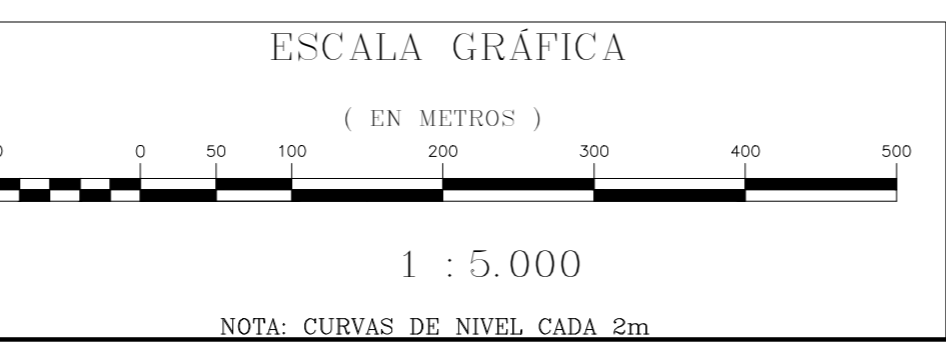 ESCALA GRÁFICA
( EN METROS )
0 50 100 200 300 400 500
1 : 5.000
NOTA: CURVAS DE NIVEL CADA 2m